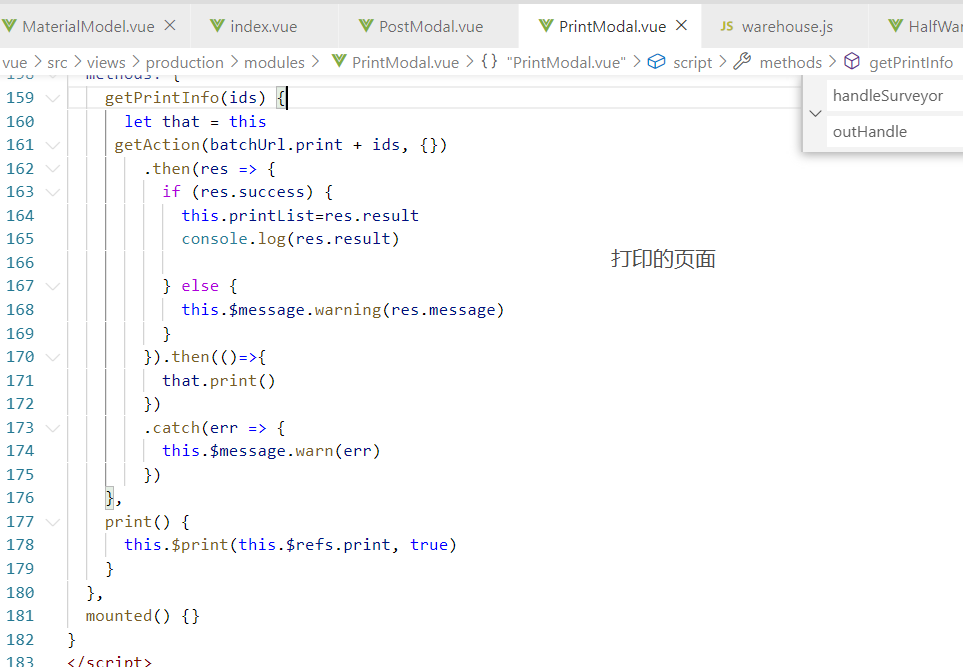 MaterialModel.vue index.vue PostModal.vue PrintModal.vue JS warehouse.js HalfWar
vue > src > views > production > modules > PrintModal.vue > {} "PrintModal.vue" > script > methods > getPrintInfo
158 methods: {
159 getPrintInfo(ids) {
handleSurveyor
160 let that = this
outHandle
161 getAction(batchUrl.print + ids, {})
162 .then(res => {
163 if (res.success) {
164 this.printList=res.result
165 console.log(res.result)
打印的页面
166
167 } else {
168 this.$message.warning(res.message)
169 }
170 }).then(()=>{
171 that.print()
172 })
173 .catch(err => {
174 this.$message.warn(err)
175 })
176 },
177 print() {
178 this.$print(this.$refs.print, true)
179 }
180 },
181 mounted() {}
182 }
183 </script>